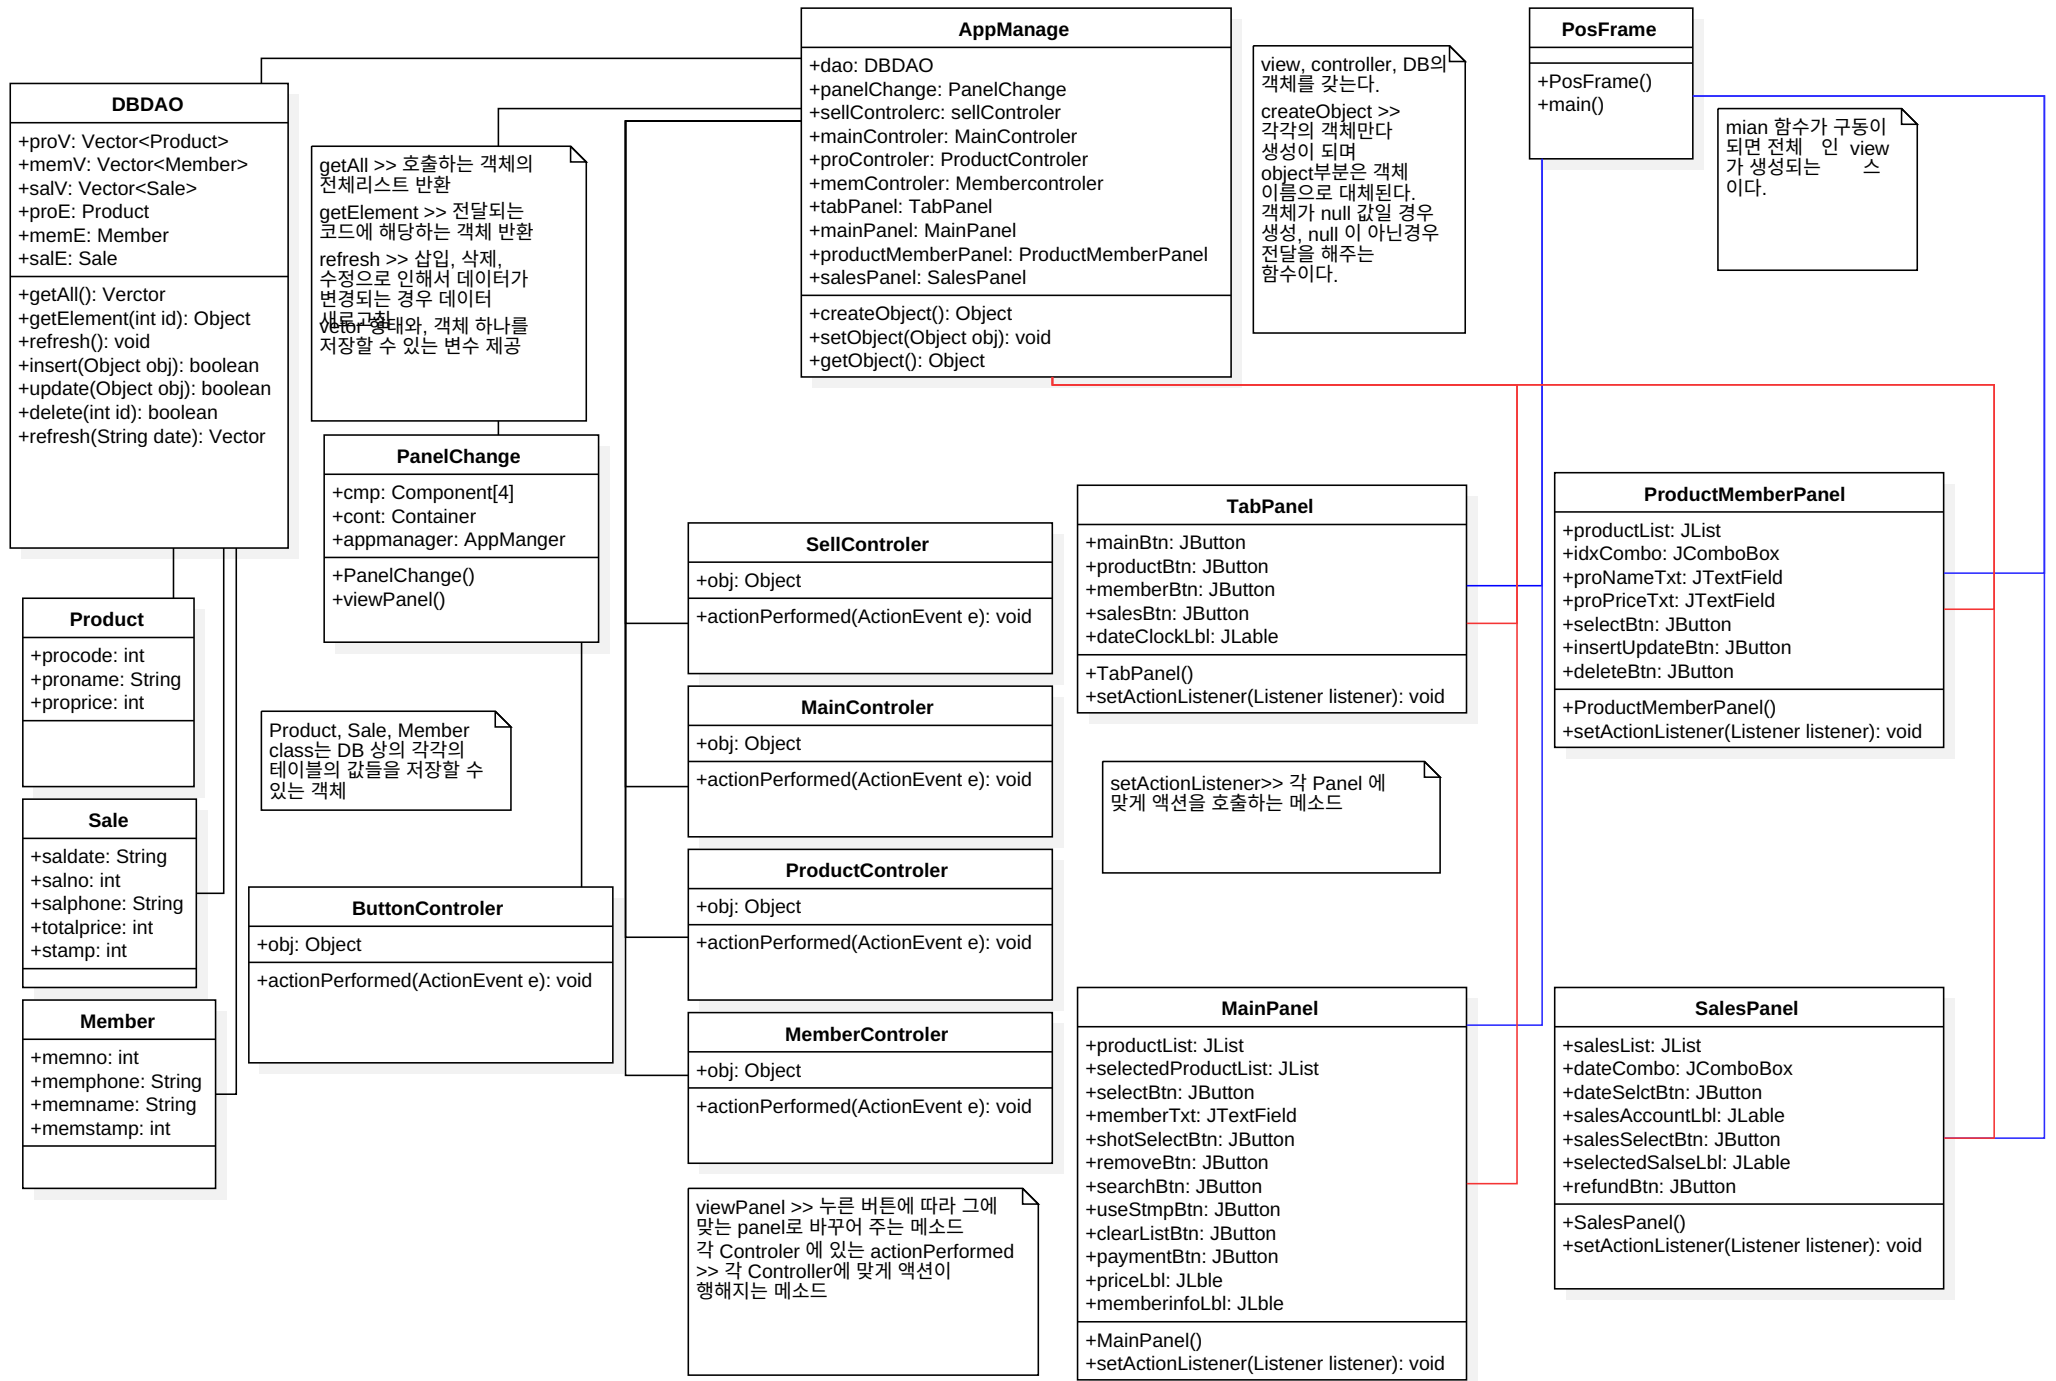 AppManage
+dao: DBDAO
+panelChange: PanelChange
+sellControlerc: sellControler
+mainControler: MainControler
+proControler: ProductControler
+memControler: Membercontroler
+tabPanel: TabPanel
+mainPanel: MainPanel
+productMemberPanel: ProductMemberPanel
+salesPanel: SalesPanel
+createObject(): Object
+setObject(Object obj): void
+getObject(): Object
view, controller, DB의
객체를 갖는다.
createObject >>
각각의 객체만다
생성이 되며
object부분은 객체
이름으로 대체된다.
객체가 null 값일 경우
생성, null 이 아닌경우
전달을 해주는
함수이다.
PosFrame
+PosFrame()
+main()
mian 함수가 구동이
되면 전체 인 view
가 생성되는 스
이다.
DBDAO
+proV: Vector<Product>
+memV: Vector<Member>
+salV: Vector<Sale>
+proE: Product
+memE: Member
+salE: Sale
+getAll(): Verctor
+getElement(int id): Object
+refresh(): void
+insert(Object obj): boolean
+update(Object obj): boolean
+delete(int id): boolean
+refresh(String date): Vector
getAll >> 호출하는 객체의
전체리스트 반환
getElement >> 전달되는
코드에 해당하는 객체 반환
refresh >> 삽입, 삭제,
수정으로 인해서 데이터가
변경되는 경우 데이터
새로고침
vetor 형태와, 객체 하나를
저장할 수 있는 변수 제공
PanelChange
+cmp: Component[4]
+cont: Container
+appmanager: AppManger
+PanelChange()
+viewPanel()
Product
+procode: int
+proname: String
+proprice: int
Product, Sale, Member
class는 DB 상의 각각의
테이블의 값들을 저장할 수
있는 객체
Sale
+saldate: String
+salno: int
+salphone: String
+totalprice: int
+stamp: int
Member
+memno: int
+memphone: String
+memname: String
+memstamp: int
ButtonControler
+obj: Object
+actionPerformed(ActionEvent e): void
SellControler
+obj: Object
+actionPerformed(ActionEvent e): void
MainControler
+obj: Object
+actionPerformed(ActionEvent e): void
ProductControler
+obj: Object
+actionPerformed(ActionEvent e): void
MemberControler
+obj: Object
+actionPerformed(ActionEvent e): void
viewPanel >> 누른 버튼에 따라 그에
맞는 panel로 바꾸어 주는 메소드
각 Controler 에 있는 actionPerformed
>> 각 Controller에 맞게 액션이
행해지는 메소드
TabPanel
+mainBtn: JButton
+productBtn: JButton
+memberBtn: JButton
+salesBtn: JButton
+dateClockLbl: JLable
+TabPanel()
+setActionListener(Listener listener): void
setActionListener>> 각 Panel 에
맞게 액션을 호출하는 메소드
ProductMemberPanel
+productList: JList
+idxCombo: JComboBox
+proNameTxt: JTextField
+proPriceTxt: JTextField
+selectBtn: JButton
+insertUpdateBtn: JButton
+deleteBtn: JButton
+ProductMemberPanel()
+setActionListener(Listener listener): void
MainPanel
+productList: JList
+selectedProductList: JList
+selectBtn: JButton
+memberTxt: JTextField
+shotSelectBtn: JButton
+removeBtn: JButton
+searchBtn: JButton
+useStmpBtn: JButton
+clearListBtn: JButton
+paymentBtn: JButton
+priceLbl: JLble
+memberinfoLbl: JLble
+MainPanel()
+setActionListener(Listener listener): void
SalesPanel
+salesList: JList
+dateCombo: JComboBox
+dateSelctBtn: JButton
+salesAccountLbl: JLable
+salesSelectBtn: JButton
+selectedSalseLbl: JLable
+refundBtn: JButton
+SalesPanel()
+setActionListener(Listener listener): void